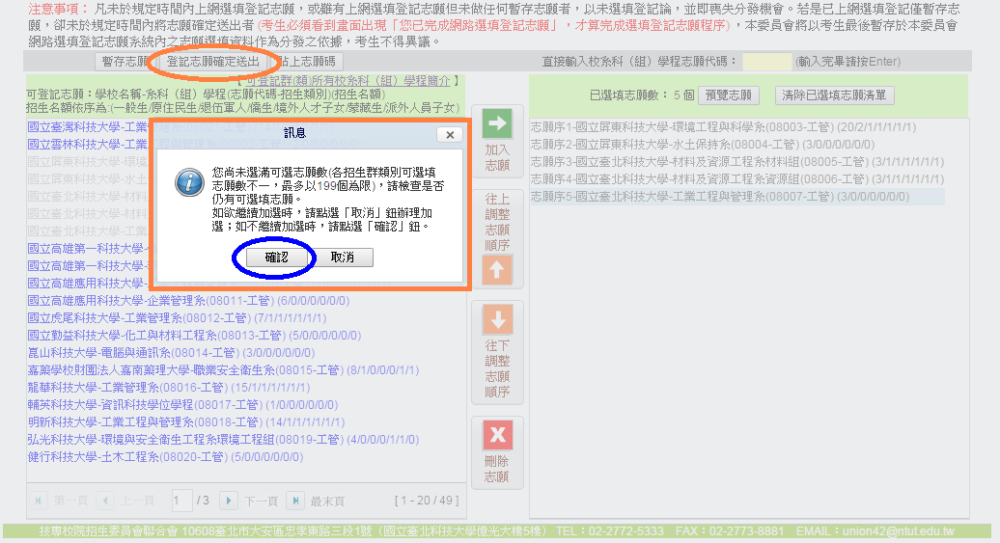 注意事項： 凡未於規定時間內上網選填登記志願，或雖有上網選填登記志願但未做任何暫存志願者，以未選填登記論，並即喪失分發機會。若是已上網選填登記僅暫存志
願，卻未於規定時間內將志願確定送出者 (考生必須看到畫面出現「您已完成網路選填登記志願」，才算完成選填登記志願程序) ，本委員會將以考生最後暫存於本委員會
網路選填登記志願系統內之志願選填資料作為分發之依據，考生不得異議。
暫存志願 登記志願確定送出 貼上志願碼 直接輸入校系科（組）學程志願代碼： (輸入完畢請按Enter)
【 可登記群(類)所有校系科（組）學程簡介 】
可登記志願：學校名稱-系科（組）學程(志願代碼-招生類別)(招生名額)
招生名額依序為:(一般生/原住民生/退伍軍人/僑生/境外人才子女/蒙藏生/派外人員子女)
已選填志願數： 5 個 預覽志願 清除已選填志願清單
國立臺灣科技大學-工業
國立雲林科技大學-工業
國立屏東科技大學-環境
國立屏東科技大學-水土
國立臺北科技大學-材料
國立臺北科技大學-材料
國立臺北科技大學-工業
國立高雄第一科技大學-
國立高雄第一科技大學-
國立高雄應用科技大學-
國立高雄應用科技大學-企業管理系(08011-工管) (6/0/0/0/0/0/0)
國立虎尾科技大學-工業管理系(08012-工管) (7/1/1/1/1/1/1)
國立勤益科技大學-化工與材料工程系(08013-工管) (5/0/0/0/0/0/0)
崑山科技大學-電腦與通訊系(08014-工管) (3/0/0/0/0/0/0)
嘉藥學校財團法人嘉南藥理大學-職業安全衛生系(08015-工管) (8/1/0/0/0/1/1)
龍華科技大學-工業管理系(08016-工管) (15/1/1/1/1/1/1)
輔英科技大學-資訊科技學位學程(08017-工管) (1/0/0/0/0/0/0)
明新科技大學-工業工程與管理系(08018-工管) (14/1/1/1/1/1/1)
弘光科技大學-環境與安全衛生工程系環境工程組(08019-工管) (4/0/0/0/1/1/0)
健行科技大學-土木工程系(08020-工管) (5/0/0/0/0/0/0)
訊息
您尚未選滿可選志願數(各招生群類別可選填
志願數不一，最多以199個為限)，請檢查是否
仍有可選填志願。
如欲繼續加選時，請點選「取消」鈕辦理加
選；如不繼續加選時，請點選「確認」鈕。
確認 取消
加入
志願
往上
調整
志願
順序
往下
調整
志願
順序
刪除
志願
志願序1-國立屏東科技大學-環境工程與科學系(08003-工管) (20/2/1/1/1/1/1)
志願序2-國立屏東科技大學-水土保持系(08004-工管) (3/0/0/0/0/0/0)
志願序3-國立臺北科技大學-材料及資源工程系材料組(08005-工管) (3/1/1/1/1/1/1)
志願序4-國立臺北科技大學-材料及資源工程系資源組(08006-工管) (3/1/1/1/1/1/1)
志願序5-國立臺北科技大學-工業工程與管理系(08007-工管) (3/0/0/0/0/0/0)
第一頁 上一頁 1 / 3 下一頁 最末頁 [ 1 - 20 / 49 ]
技專校院招生委員會聯合會 10608臺北市大安區忠孝東路三段1號（國立臺北科技大學億光大樓5樓） TEL：02-2772-5333 FAX：02-2773-8881 EMAIL：union42@ntut.edu.tw